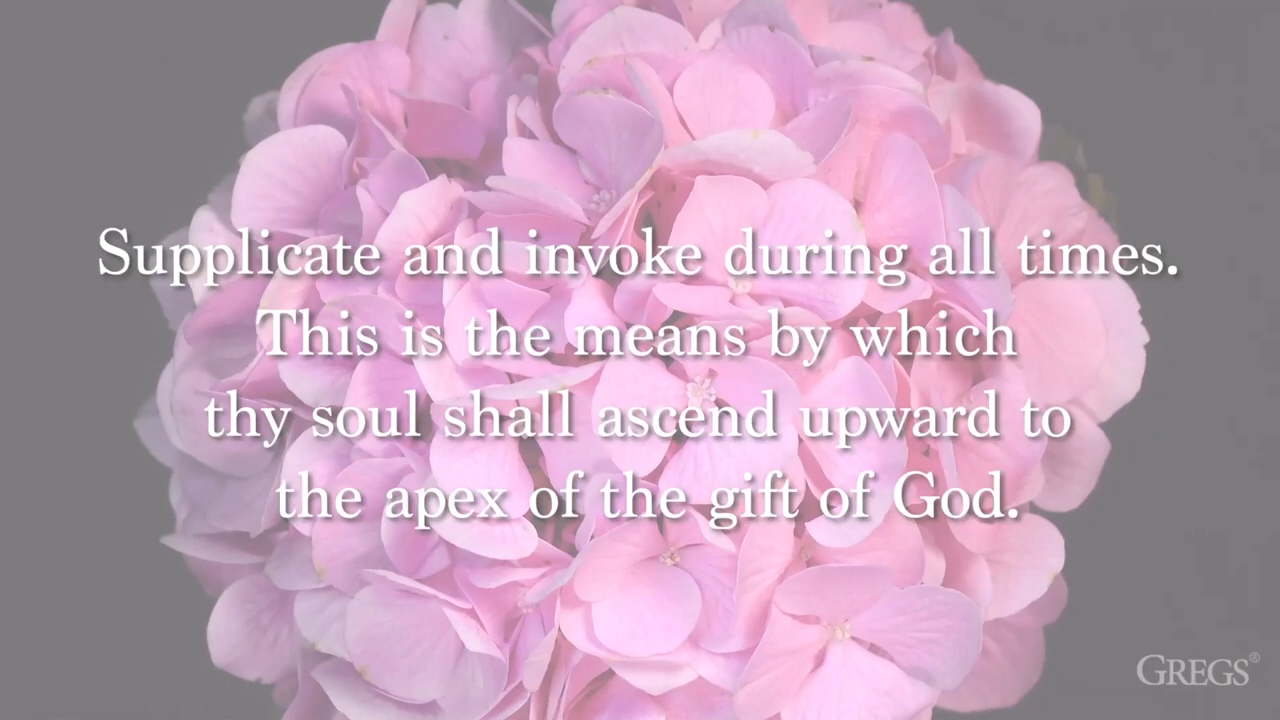 Supplicate and invoke during all times.
This is the means by which
thy soul shall ascend upward to
the apex of the gift of God.
GREGS®